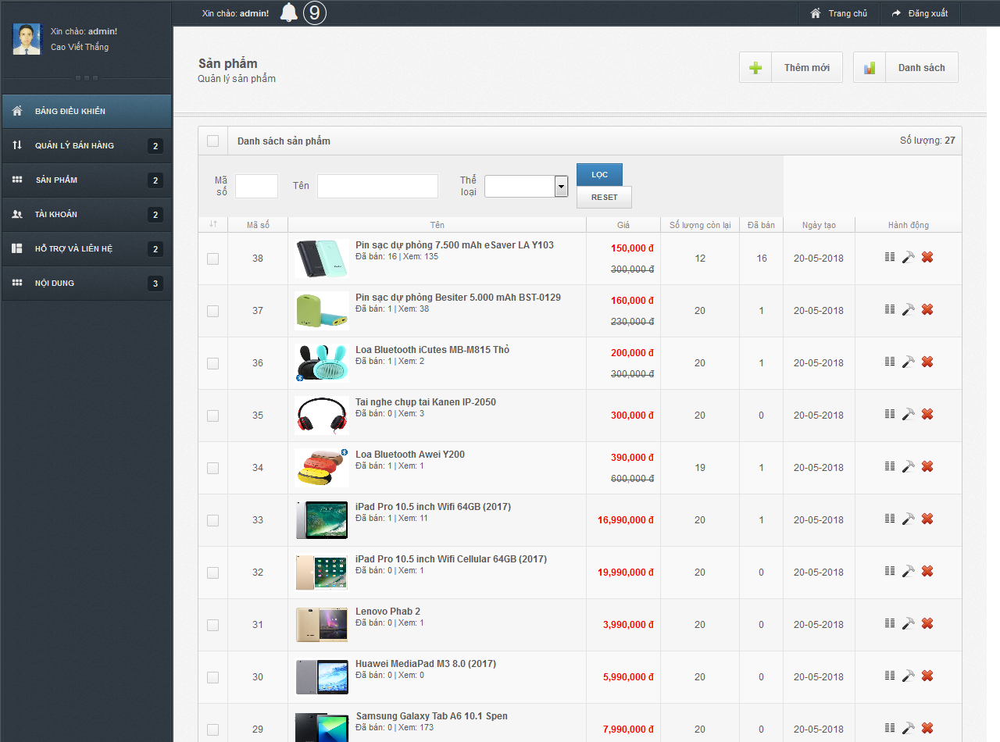 Xin chào: admin!
9
Trang chủ
Đăng xuất
Xin chào: admin!
Cao Viết Thắng
BẢNG ĐIỀU KHIỂN
QUẢN LÝ BÁN HÀNG 2
SẢN PHẨM 2
TÀI KHOẢN 2
HỖ TRỢ VÀ LIÊN HỆ 2
NỘI DUNG 3
Sản phẩm
Quản lý sản phẩm
Thêm mới
Danh sách
Danh sách sản phẩm
Số lượng: 27
Mã số
Tên
Thể loại
LỌC
RESET
Mã số Tên Giá Số lượng còn lại Đã bán Ngày tạo Hành động
38 Pin sạc dự phòng 7.500 mAh eSaver LA Y103 150,000 đ 12 16 20-05-2018
Đã bán: 16 | Xem: 135 300,000 đ
37 Pin sạc dự phòng Besiter 5.000 mAh BST-0129 160,000 đ 20 1 20-05-2018
Đã bán: 1 | Xem: 38 230,000 đ
36 Loa Bluetooth iCutes MB-M815 Thỏ 200,000 đ 20 1 20-05-2018
Đã bán: 1 | Xem: 2 300,000 đ
35 Tai nghe chụp tai Kanen IP-2050 300,000 đ 20 0 20-05-2018
Đã bán: 0 | Xem: 3
34 Loa Bluetooth Awei Y200 390,000 đ 19 1 20-05-2018
Đã bán: 1 | Xem: 1 600,000 đ
33 iPad Pro 10.5 inch Wifi 64GB (2017) 16,990,000 đ 20 1 20-05-2018
Đã bán: 1 | Xem: 11
32 iPad Pro 10.5 inch Wifi Cellular 64GB (2017) 19,990,000 đ 20 0 20-05-2018
Đã bán: 0 | Xem: 1
31 Lenovo Phab 2 3,990,000 đ 20 0 20-05-2018
Đã bán: 0 | Xem: 1
30 Huawei MediaPad M3 8.0 (2017) 5,990,000 đ 20 0 20-05-2018
Đã bán: 0 | Xem: 0
29 Samsung Galaxy Tab A6 10.1 Spen 7,990,000 đ 20 0 20-05-2018
Đã bán: 0 | Xem: 173